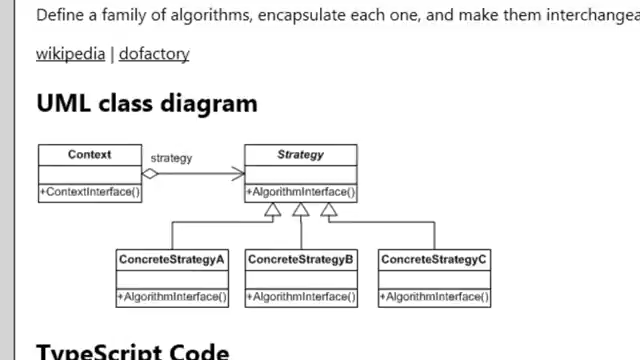 Define a family of algorithms, encapsulate each one, and make them
wikipedia | dofactory
UML class diagram
Context
strategy
Strategy
+ContextInterface()
+AlgorithmInterface()
ConcreteStrategyA
ConcreteStrategyB
ConcreteStrategyC
+AlgorithmInterface()
+AlgorithmInterface()
+AlgorithmInterface()
TypeScript Code